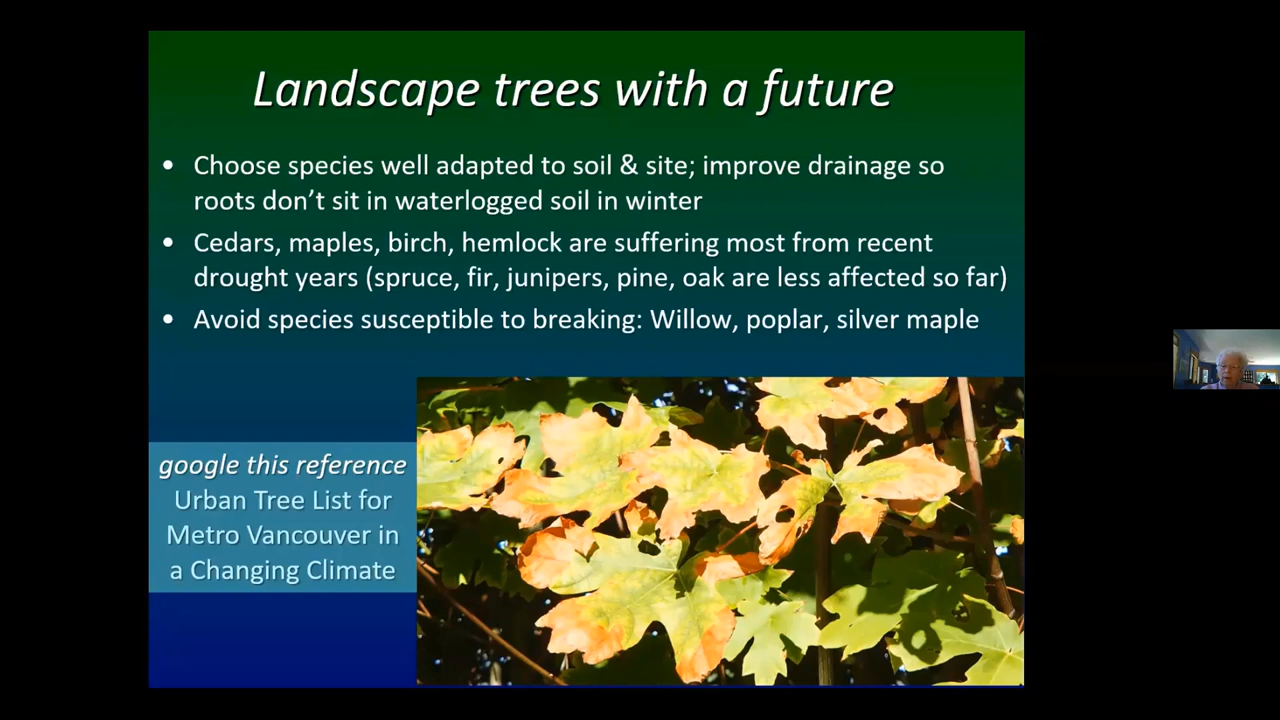 Landscape trees with a future
• Choose species well adapted to soil & site; improve drainage so
roots don’t sit in waterlogged soil in winter
• Cedars, maples, birch, hemlock are suffering most from recent
drought years (spruce, fir, junipers, pine, oak are less affected so far)
• Avoid species susceptible to breaking: Willow, poplar, silver maple
google this reference
Urban Tree List for
Metro Vancouver in
a Changing Climate